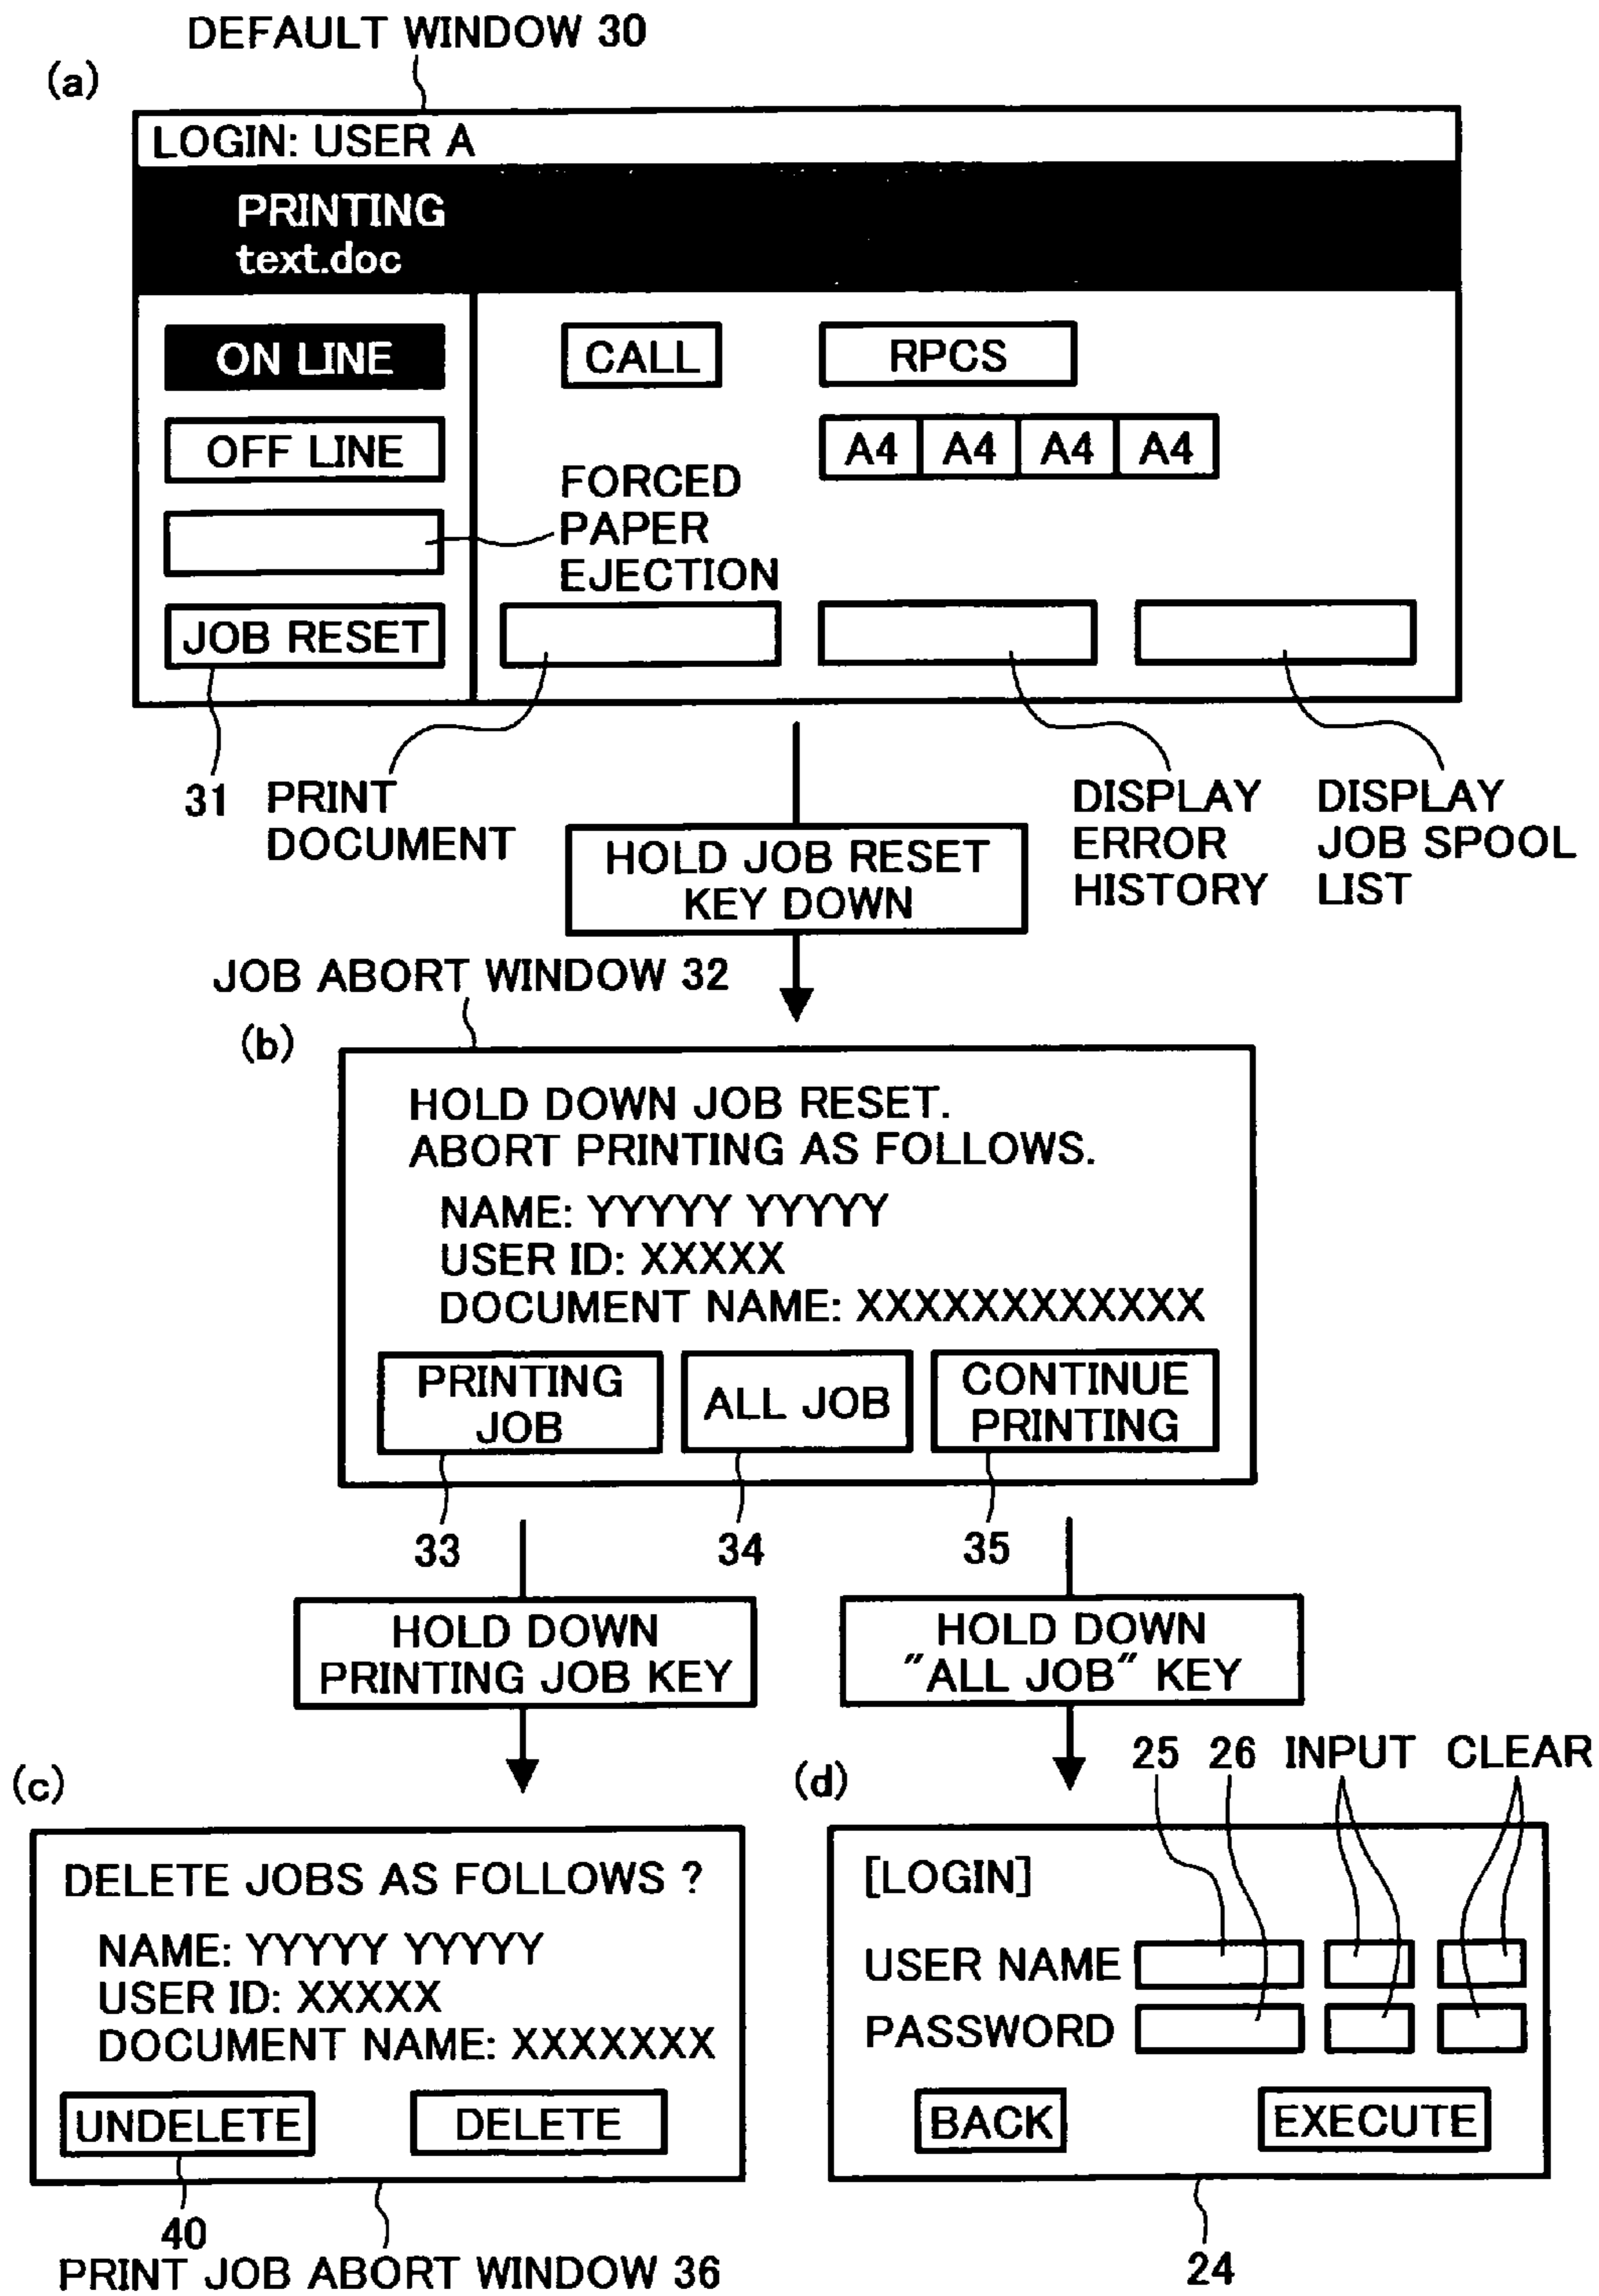 DEFAULT WINDOW 30
(a)
LOGIN: USER A
PRINTING
text.doc
ON LINE
CALL
RPCS
OFF LINE
A4 A4 A4 A4
FORCED
PAPER
EJECTION
JOB RESET
31
PRINT
DOCUMENT
DISPLAY
ERROR
HISTORY
DISPLAY
JOB SPOOL
LIST
HOLD JOB RESET
KEY DOWN
JOB ABORT WINDOW 32
(b)
HOLD DOWN JOB RESET.
ABORT PRINTING AS FOLLOWS.
NAME: YYYYY YYYYY
USER ID: XXXXX
DOCUMENT NAME: XXXXXXXXXXXX
PRINTING
JOB
ALL JOB
CONTINUE
PRINTING
33
34
35
HOLD DOWN
PRINTING JOB KEY
HOLD DOWN
"ALL JOB" KEY
(c)
DELETE JOBS AS FOLLOWS ?
NAME: YYYYY YYYYY
USER ID: XXXXX
DOCUMENT NAME: XXXXXXX
UNDELETE
DELETE
40
PRINT JOB ABORT WINDOW 36
(d)
25 26 INPUT CLEAR
[LOGIN]
USER NAME
PASSWORD
BACK
EXECUTE
24